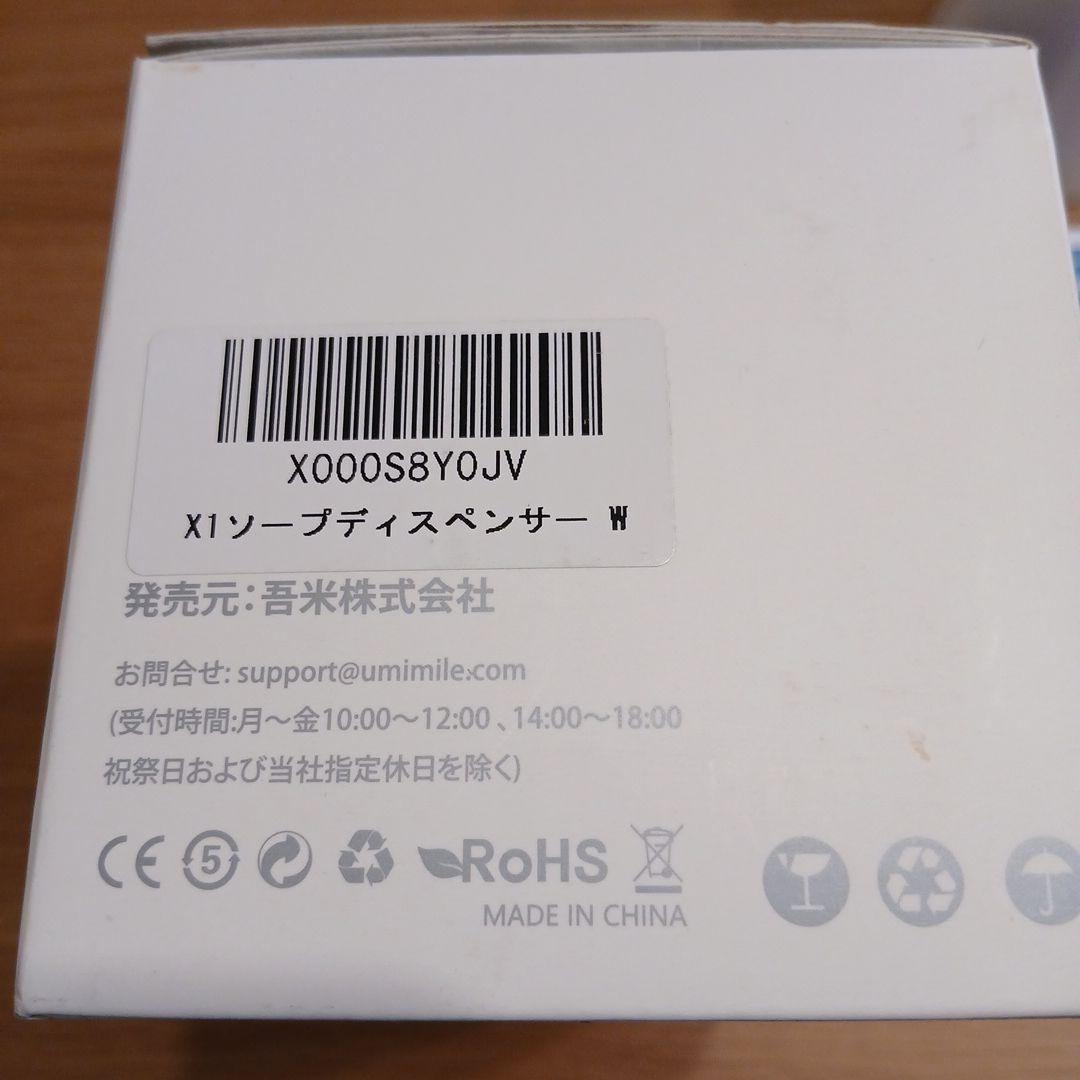 X000S8Y0JV
X1ソープディスペンサー W
発売元：吾米株式会社
お問合せ: support@umimile.com
(受付時間:月～金10:00～12:00 、14:00～18:00
祝祭日および当社指定休日を除く)
CE 5 RoHS
MADE IN CHINA